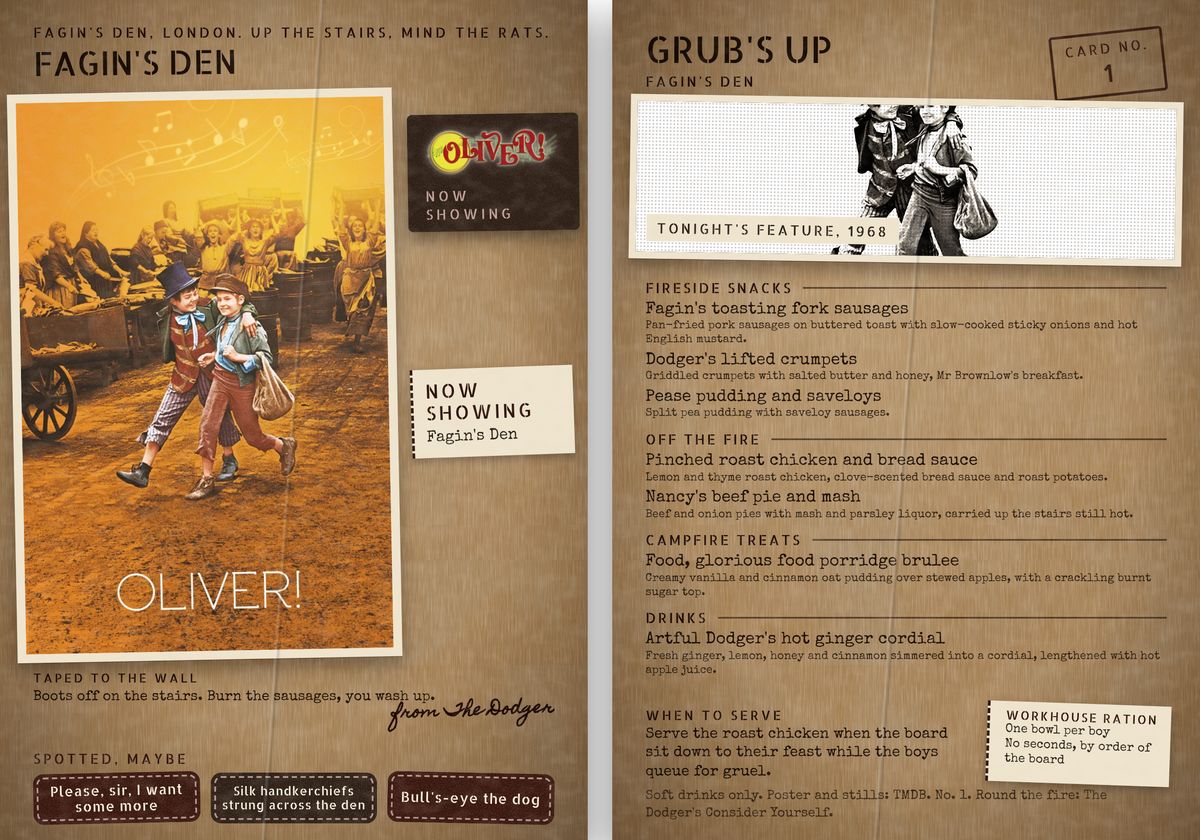 FAGIN'S DEN, LONDON. UP THE STAIRS, MIND THE RATS.
FAGIN'S DEN
OLIVER!
NOW
SHOWING
NOW
SHOWING
Fagin's Den
OLIVER!
TAPED TO THE WALL
Boots off on the stairs. Burn the sausages, you wash up.
from The Dodger
SPOTTED, MAYBE
Please, sir, I want
some more
Silk handkerchiefs
strung across the den
Bull's-eye the dog
GRUB'S UP
FAGIN'S DEN
CARD NO.
1
TONIGHT'S FEATURE, 1968
FIRESIDE SNACKS
Fagin's toasting fork sausages
Pan-fried pork sausages on buttered toast with slow-cooked sticky onions and hot
English mustard.
Dodger's lifted crumpets
Griddled crumpets with salted butter and honey, Mr Brownlow's breakfast.
Pease pudding and saveloys
Split pea pudding with saveloy sausages.
OFF THE FIRE
Pinched roast chicken and bread sauce
Lemon and thyme roast chicken, clove-scented bread sauce and roast potatoes.
Nancy's beef pie and mash
Beef and onion pies with mash and parsley liquor, carried up the stairs still hot.
CAMPFIRE TREATS
Food, glorious food porridge brulee
Creamy vanilla and cinnamon oat pudding over stewed apples, with a crackling burnt
sugar top.
DRINKS
Artful Dodger's hot ginger cordial
Fresh ginger, lemon, honey and cinnamon simmered into a cordial, lengthened with hot
apple juice.
WHEN TO SERVE
Serve the roast chicken when the board
sit down to their feast while the boys
queue for gruel.
WORKHOUSE RATION
One bowl per boy
No seconds, by order of
the board
Soft drinks only. Poster and stills: TMDB. No. 1. Round the fire: The
Dodger's Consider Yourself.